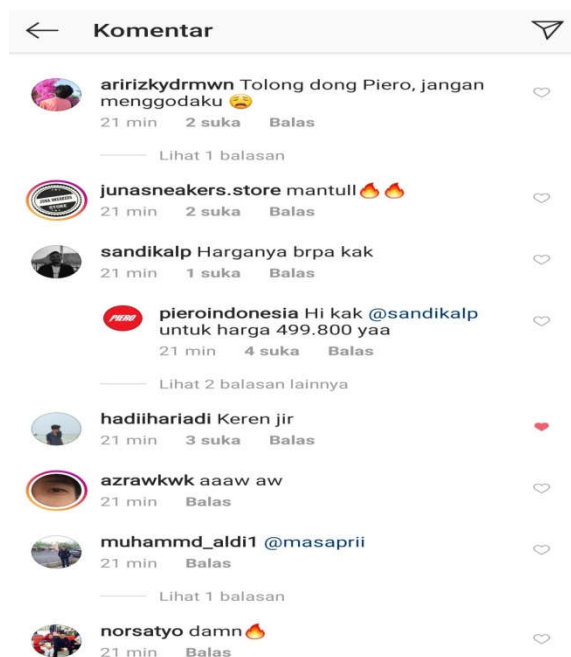 Komentar
aririzkydrmwn Tolong dong Piero, jangan
menggodaku 😩
21 min 2 suka Balas
Lihat 1 balasan
junasneakers.store mantull🔥🔥
21 min 2 suka Balas
sandikalp Harganya brpa kak
21 min 1 suka Balas
PIERO
pieroindonesia Hi kak @sandikalp
untuk harga 499.800 yaa
21 min 4 suka Balas
Lihat 2 balasan lainnya
hadiihariadi Keren jir
21 min 3 suka Balas
azrawkwk aaaw aw
21 min Balas
muhammd_aldi1 @masaprii
21 min Balas
Lihat 1 balasan
norsatyo damn🔥
21 min Balas